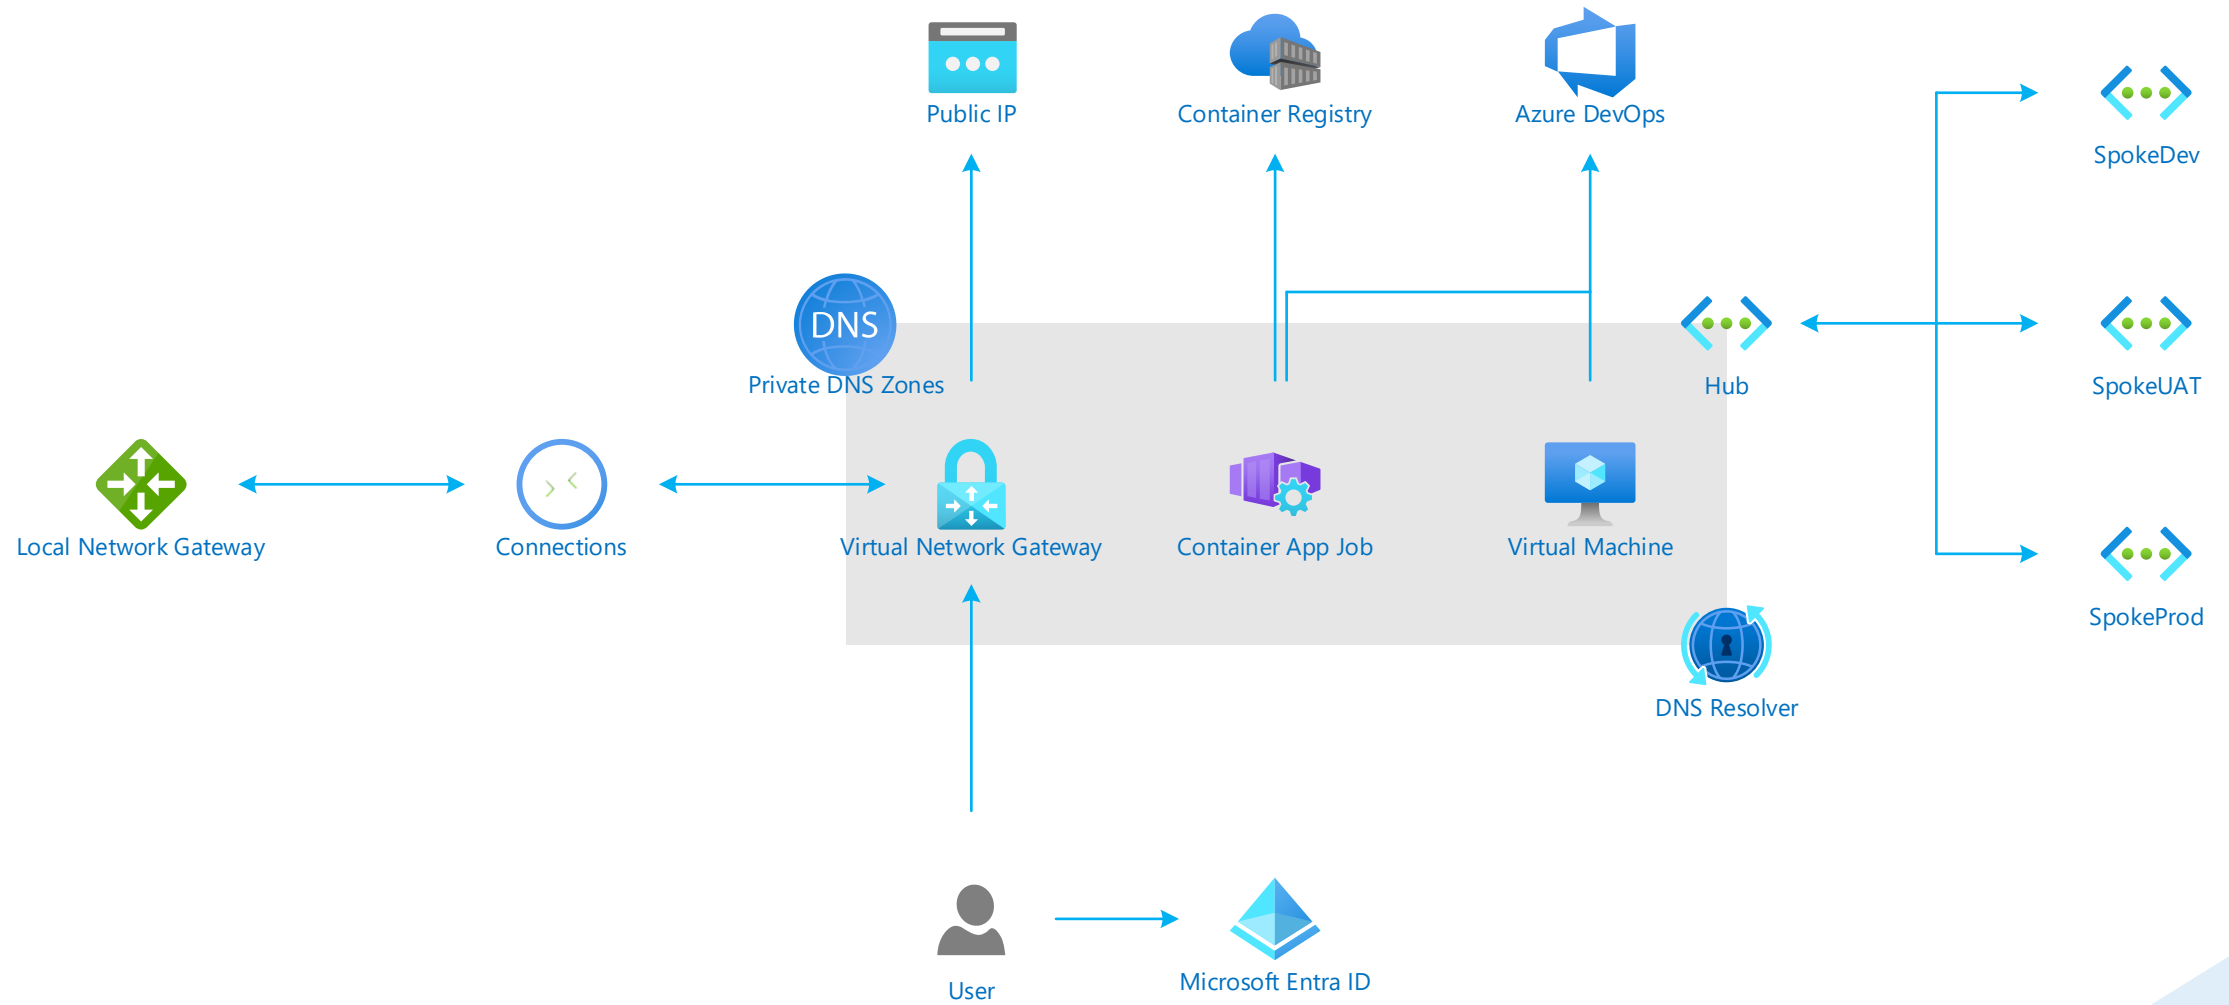 Public IP
Container Registry
Azure DevOps
SpokeDev
DNS
Private DNS Zones
Hub
SpokeUAT
Local Network Gateway
Connections
Virtual Network Gateway
Container App Job
Virtual Machine
SpokeProd
DNS Resolver
User
Microsoft Entra ID